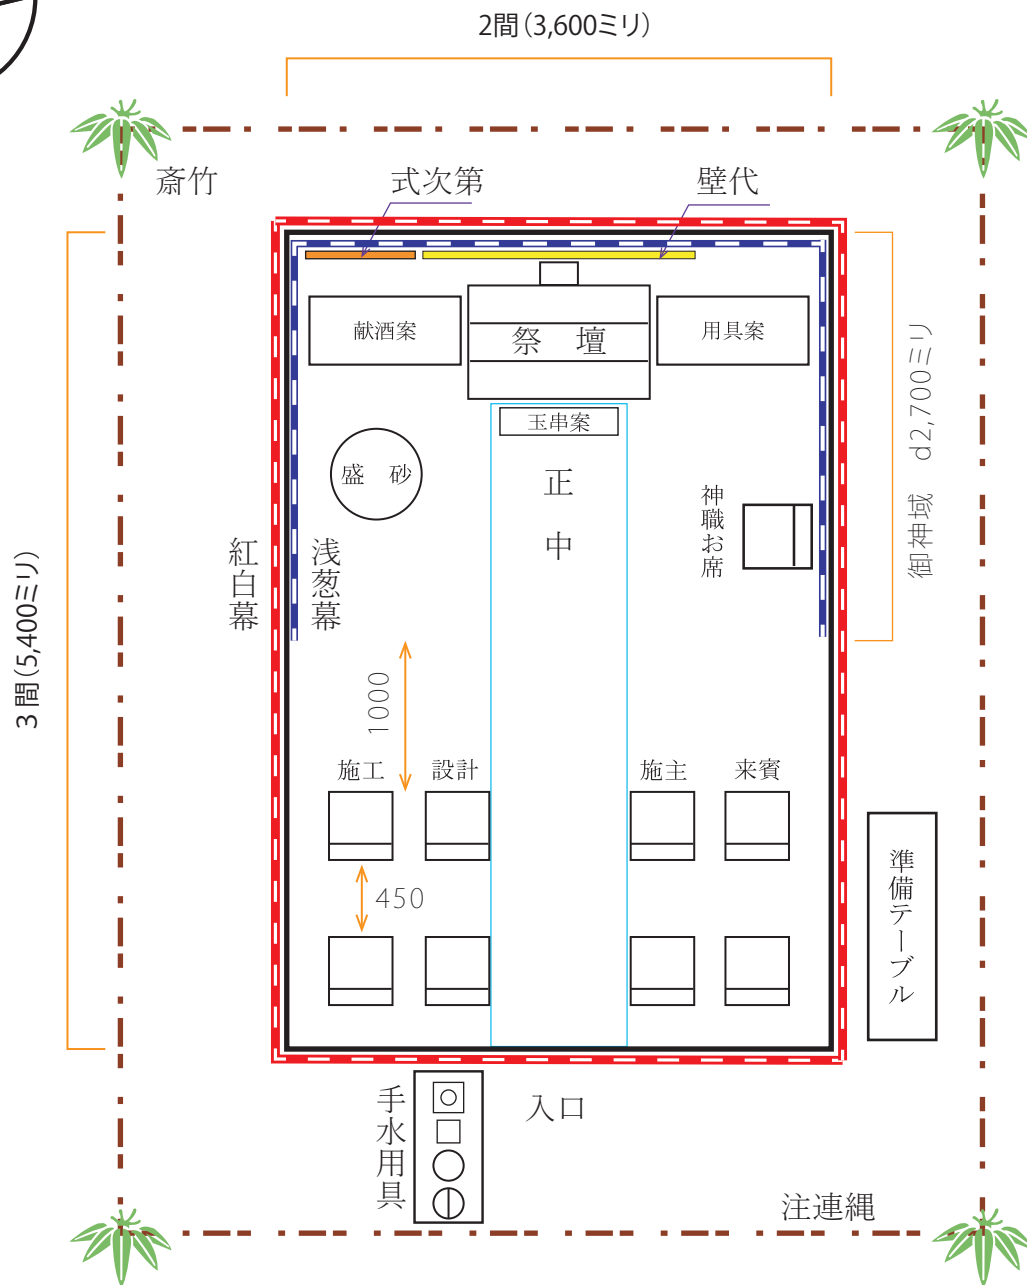 2間(3,600ミリ)
斎竹
式次第
壁代
献酒案
祭 壇
用具案
玉串案
盛 砂
正中
神職お席
御神域 d2,700ミリ
紅白幕
浅葱幕
3間(5,400ミリ)
1000
施工
設計
施主
来賓
450
準備テーブル
手水用具
入口
注連縄